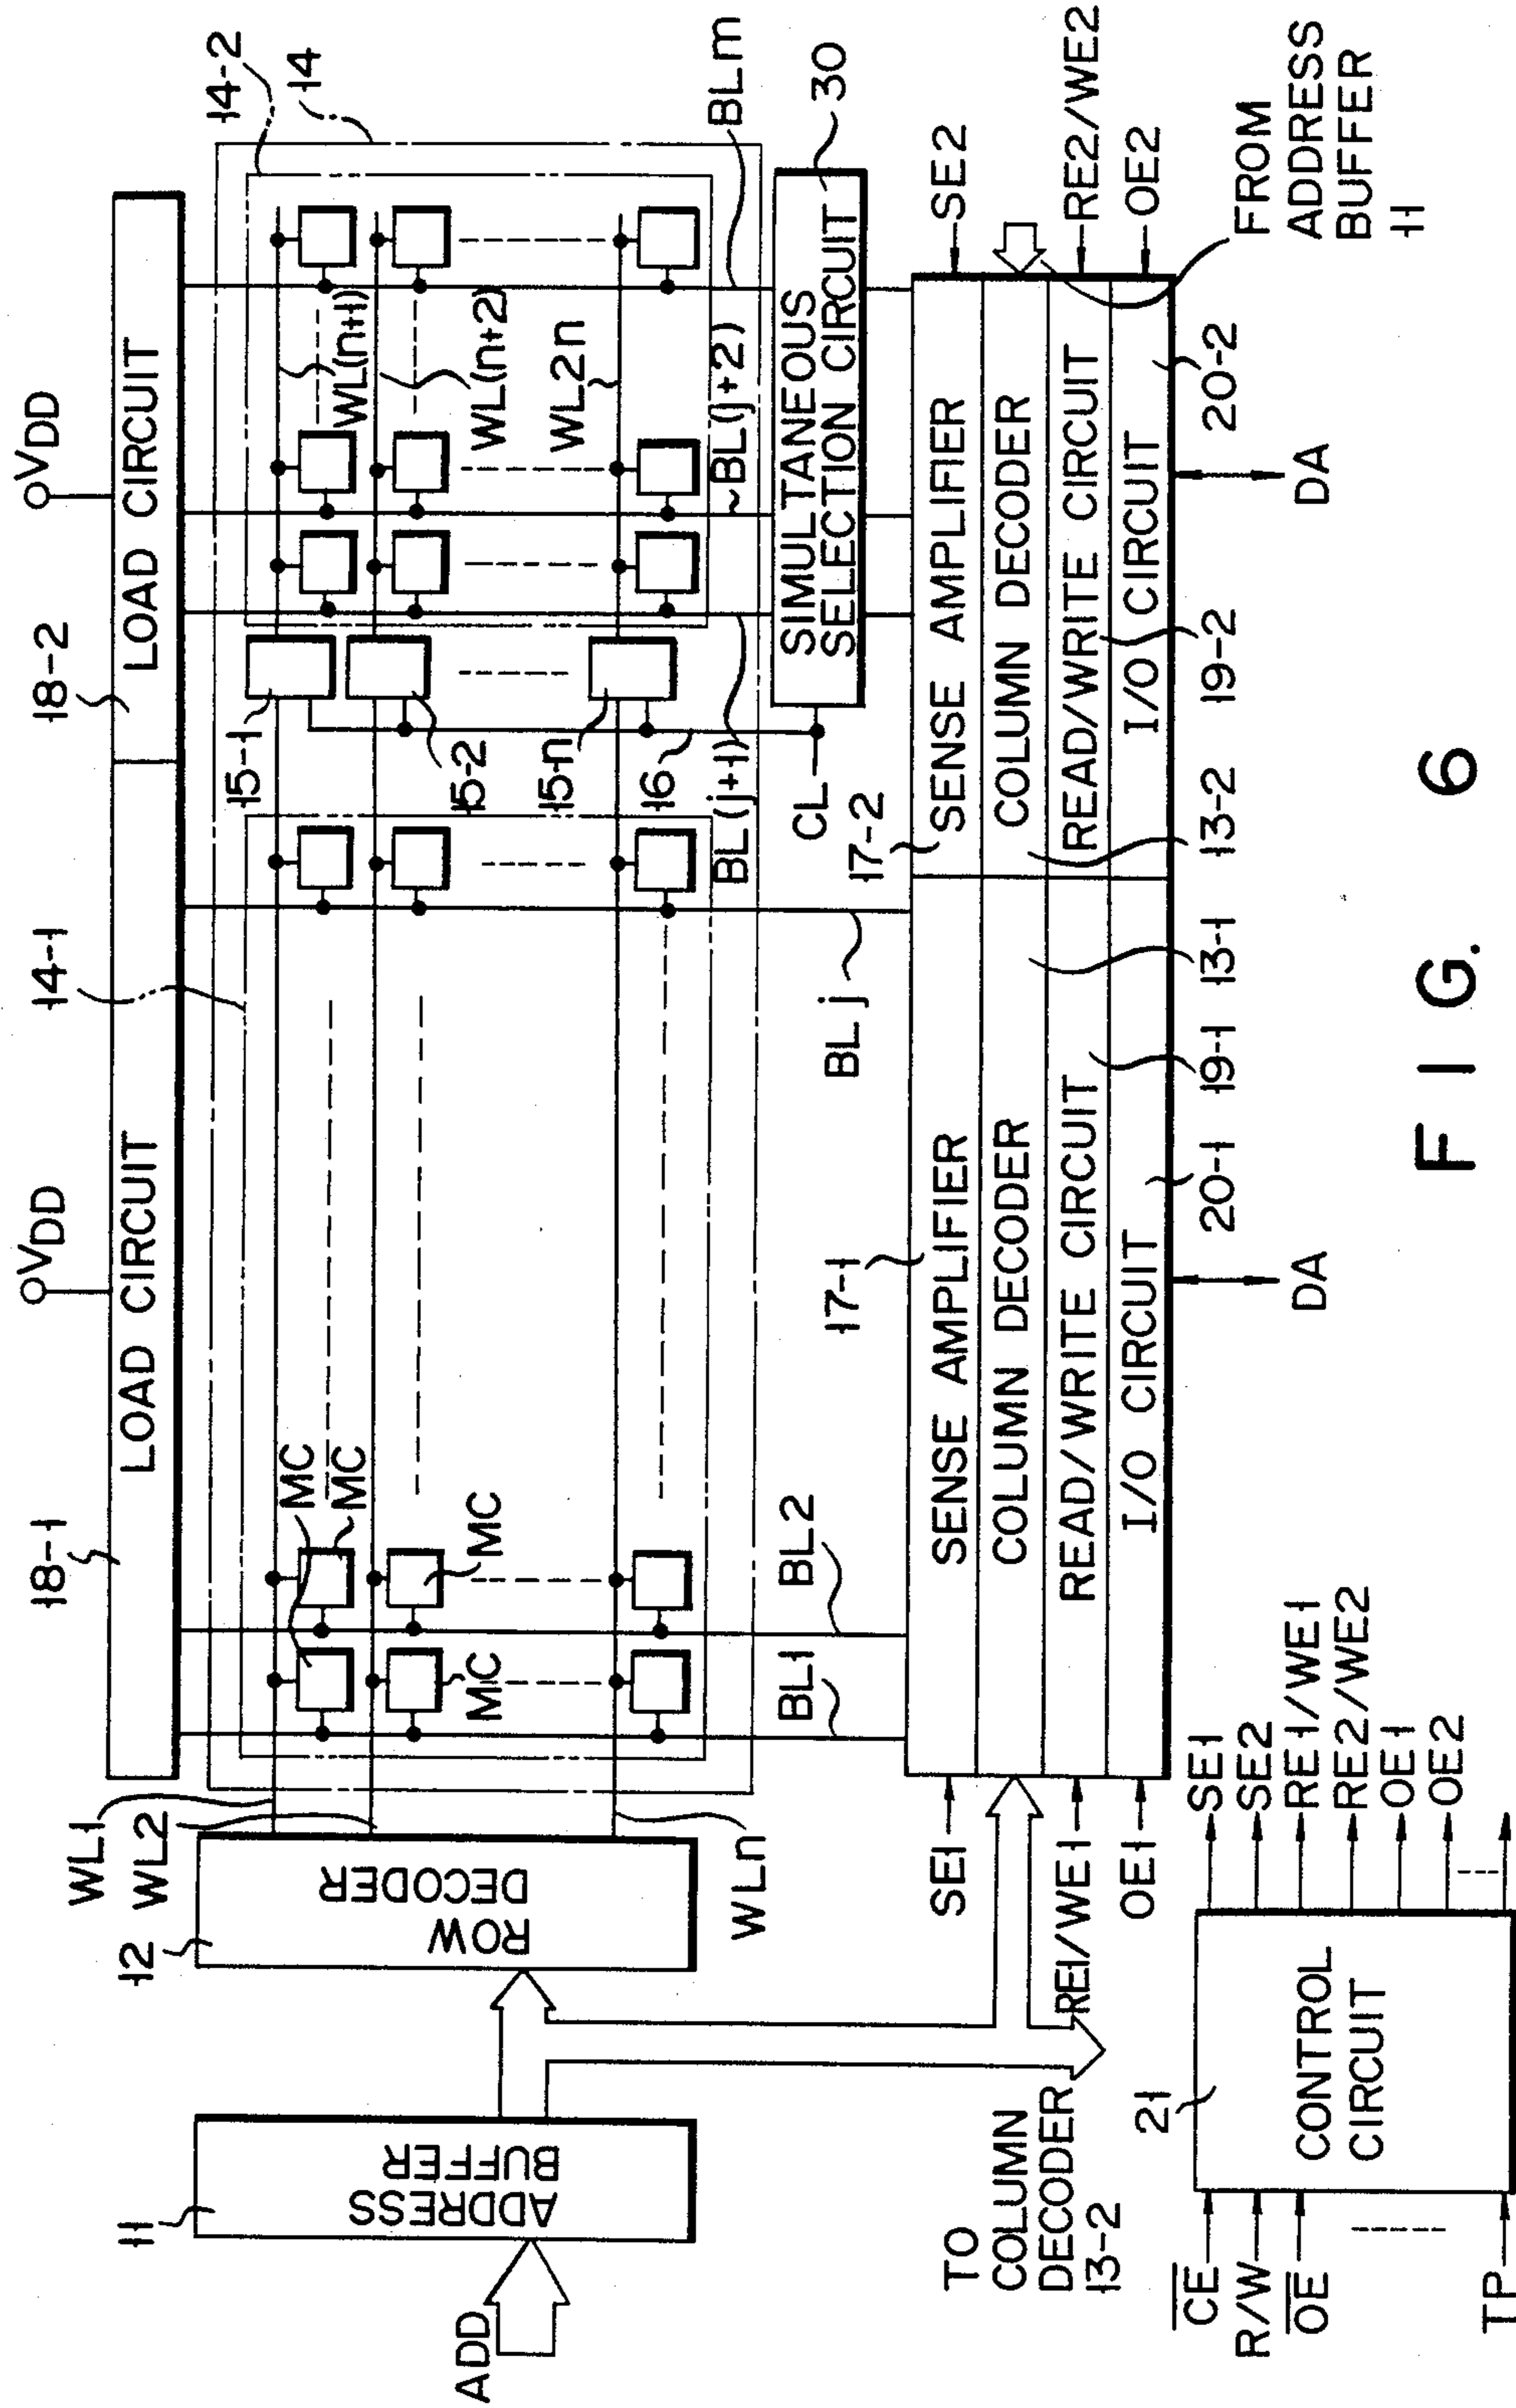 VDD
VDD
18-1
14-1
18-2
14-2
14
LOAD CIRCUIT
LOAD CIRCUIT
WL1
WL2
12
11
ROW
DECODER
ADDRESS
BUFFER
ADD
MC
MC
MC
MC
WLn
15-1
15-2
15-n
16
WL(n+1)
WL(n+2)
WL2n
BL1
BL2
BLj
BL(j+1)
BL(j+2)
BLm
CL
SIMULTANEOUS
SELECTION CIRCUIT
30
17-1
17-2
SENSE AMPLIFIER
SENSE AMPLIFIER
COLUMN DECODER
COLUMN DECODER
READ/WRITE CIRCUIT
READ/WRITE CIRCUIT
I/O CIRCUIT
I/O CIRCUIT
SE1
RE1/WE1
OE1
SE2
RE2/WE2
OE2
FROM
ADDRESS
BUFFER
11
20-1
19-1
13-1
13-2
19-2
20-2
DA
DA
TO
COLUMN
DECODER
13-2
21
CONTROL
CIRCUIT
CE
R/W
OE
TP
SE1
SE2
RE1/WE1
RE2/WE2
OE1
OE2
FIG. 6